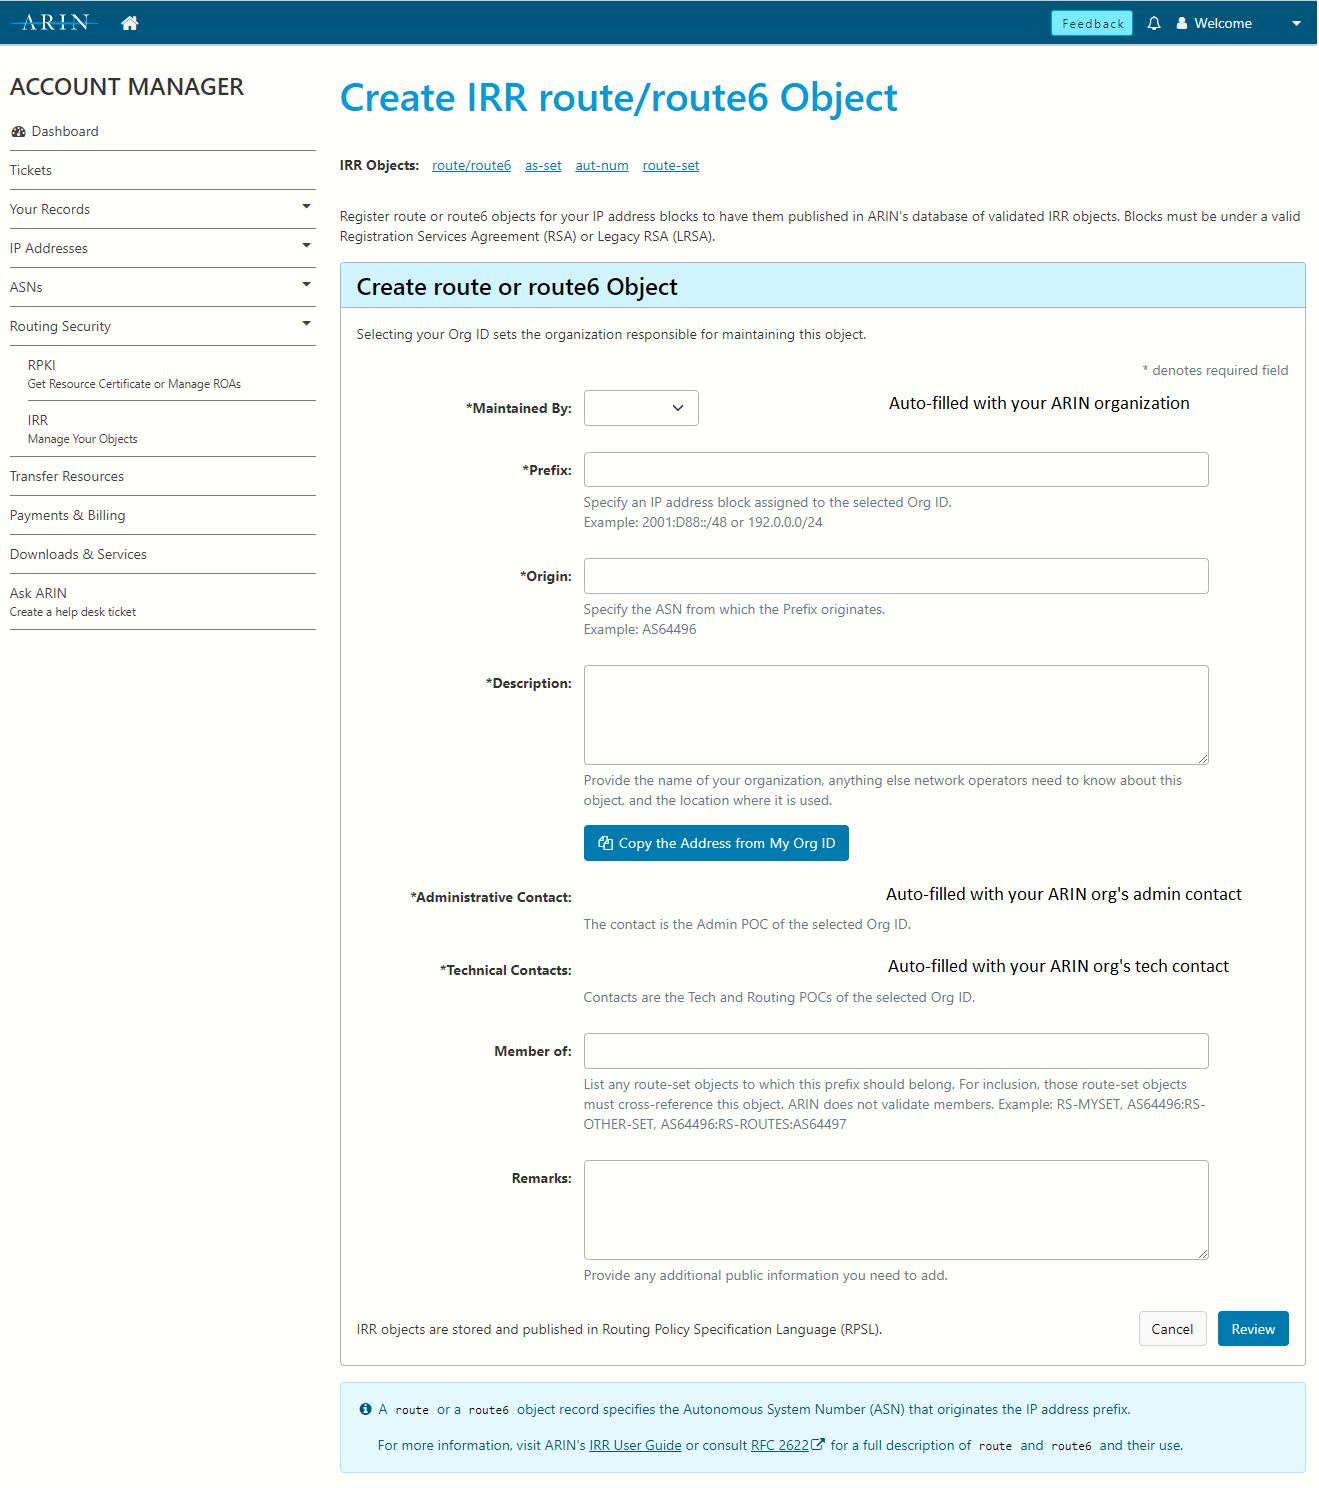 ARIN
Feedback
Welcome
ACCOUNT MANAGER
Dashboard
Tickets
Your Records
IP Addresses
ASNs
Routing Security
RPKI
Get Resource Certificate or Manage ROAs
IRR
Manage Your Objects
Transfer Resources
Payments & Billing
Downloads & Services
Ask ARIN
Create a help desk ticket
Create IRR route/route6 Object
IRR Objects: route/route6 as-set aut-num route-set
Register route or route6 objects for your IP address blocks to have them published in ARIN's database of validated IRR objects. Blocks must be under a valid
Registration Services Agreement (RSA) or Legacy RSA (LRSA).
Create route or route6 Object
Selecting your Org ID sets the organization responsible for maintaining this object.
* denotes required field
*Maintained By:
Auto-filled with your ARIN organization
*Prefix:
Specify an IP address block assigned to the selected Org ID.
Example: 2001:D88::/48 or 192.0.0.0/24
*Origin:
Specify the ASN from which the Prefix originates.
Example: AS64496
*Description:
Provide the name of your organization, anything else network operators need to know about this
object, and the location where it is used.
Copy the Address from My Org ID
*Administrative Contact:
Auto-filled with your ARIN org's admin contact
The contact is the Admin POC of the selected Org ID.
*Technical Contacts:
Auto-filled with your ARIN org's tech contact
Contacts are the Tech and Routing POCs of the selected Org ID.
Member of:
List any route-set objects to which this prefix should belong. For inclusion, those route-set objects
must cross-reference this object. ARIN does not validate members. Example: RS-MYSET, AS64496:RS-
OTHER-SET, AS64496:RS-ROUTES:AS64497
Remarks:
Provide any additional public information you need to add.
IRR objects are stored and published in Routing Policy Specification Language (RPSL).
Cancel
Review
A route or a route6 object record specifies the Autonomous System Number (ASN) that originates the IP address prefix.
For more information, visit ARIN's IRR User Guide or consult RFC 2622 for a full description of route and route6 and their use.